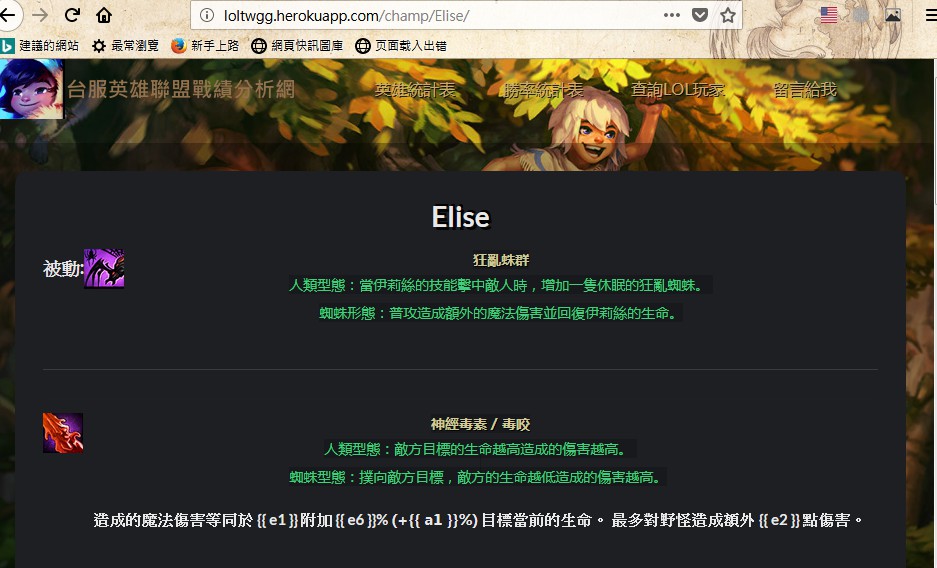 loltwgg.herokuapp.com/champ/Elise/
建議的網站 最常瀏覽 新手上路 網頁快訊圖庫 页面载入出错
台服英雄聯盟戰績分析網 英雄統計表 勝率統計表 查詢LOL玩家 留言給我
Elise
被動:
狂亂蛛群
人類型態：當伊莉絲的技能擊中敵人時，增加一隻休眠的狂亂蜘蛛。
蜘蛛形態：普攻造成額外的魔法傷害並回復伊莉絲的生命。
神經毒素 / 毒咬
人類型態：敵方目標的生命越高造成的傷害越高。
蜘蛛型態：撲向敵方目標，敵方的生命越低造成的傷害越高。
造成的魔法傷害等同於 {{ e1 }} 附加 {{ e6 }}% (+{{ a1 }}%) 目標當前的生命。 最多對野怪造成額外 {{ e2 }} 點傷害。